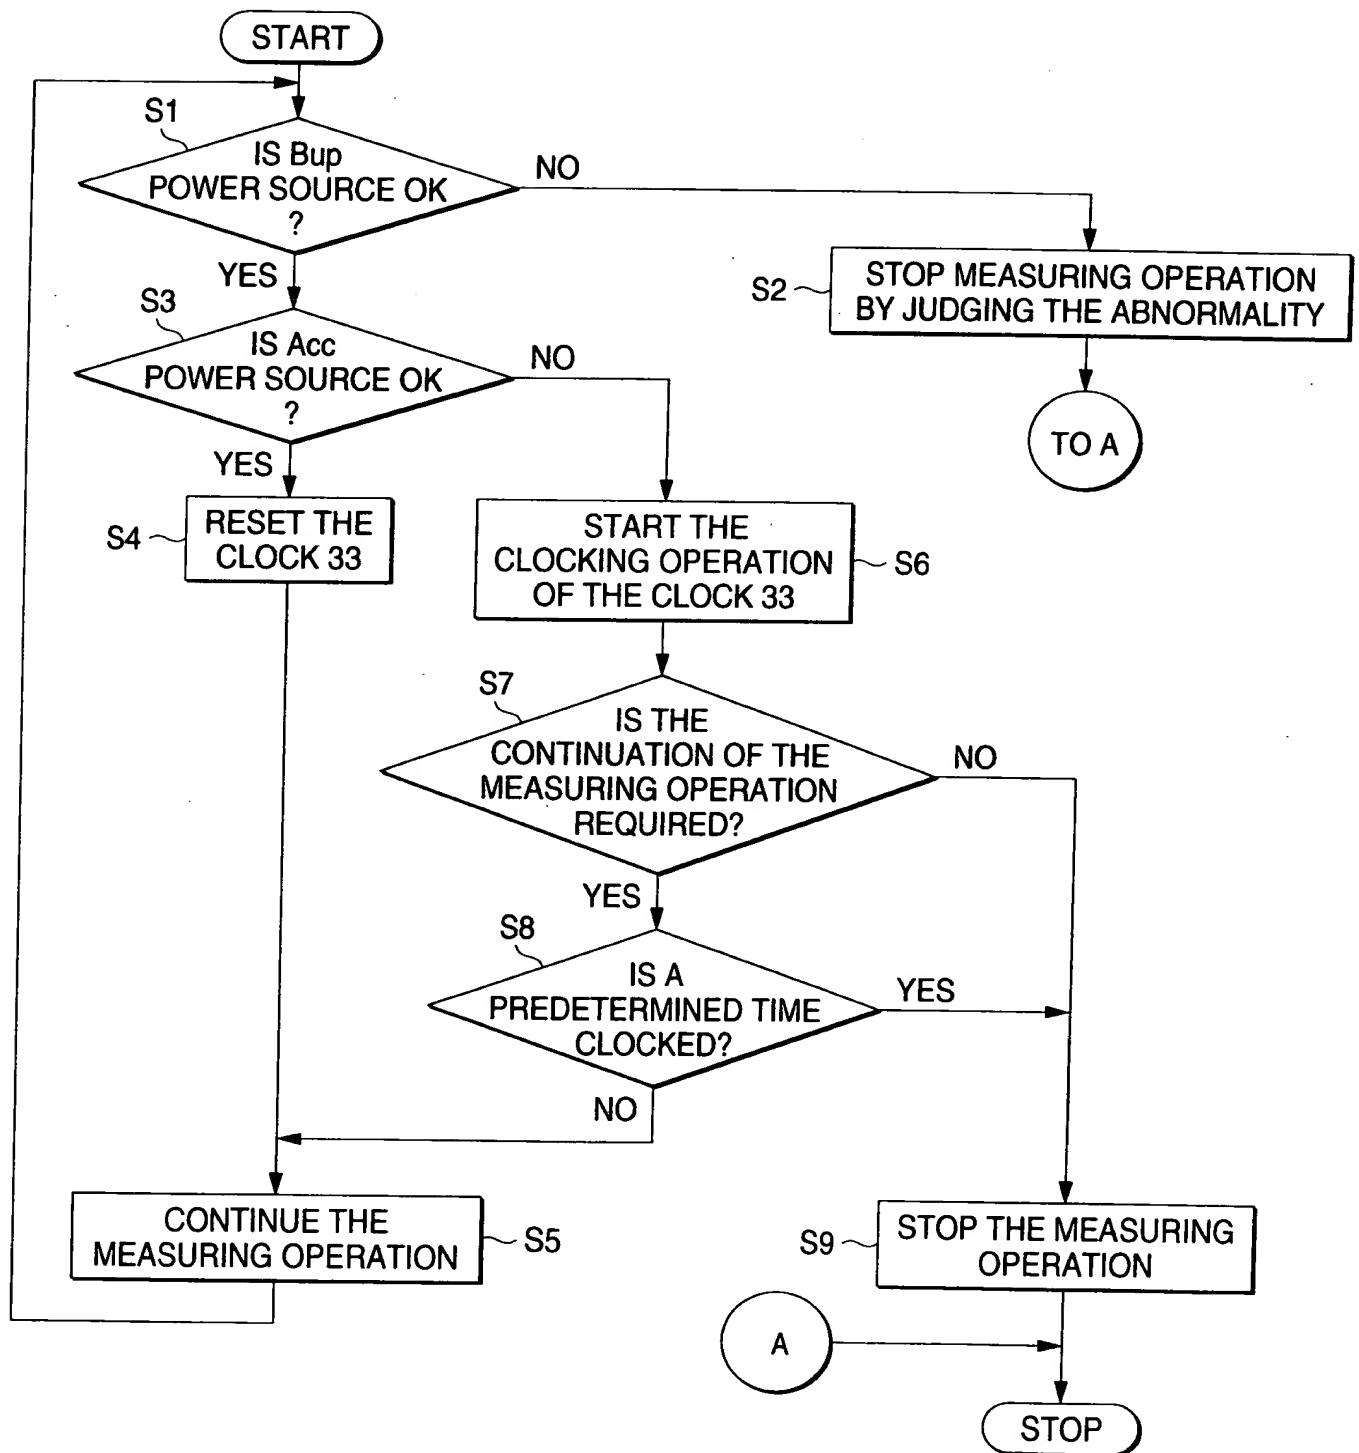 START
S1
IS Bup
POWER SOURCE OK
?
NO
YES
S2
STOP MEASURING OPERATION
BY JUDGING THE ABNORMALITY
TO A
S3
IS Acc
POWER SOURCE OK
?
NO
YES
S4
RESET THE
CLOCK 33
START THE
CLOCKING OPERATION
OF THE CLOCK 33
S6
S7
IS THE
CONTINUATION OF THE
MEASURING OPERATION
REQUIRED?
NO
YES
S8
IS A
PREDETERMINED TIME
CLOCKED?
YES
NO
CONTINUE THE
MEASURING OPERATION
S5
S9
STOP THE MEASURING
OPERATION
A
STOP